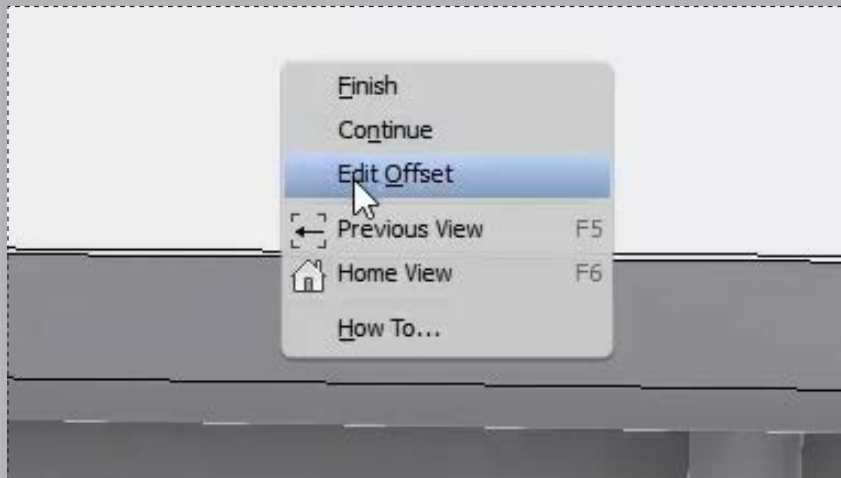 Finish
Continue
Edit Offset
Previous View F5
Home View F6
How To...